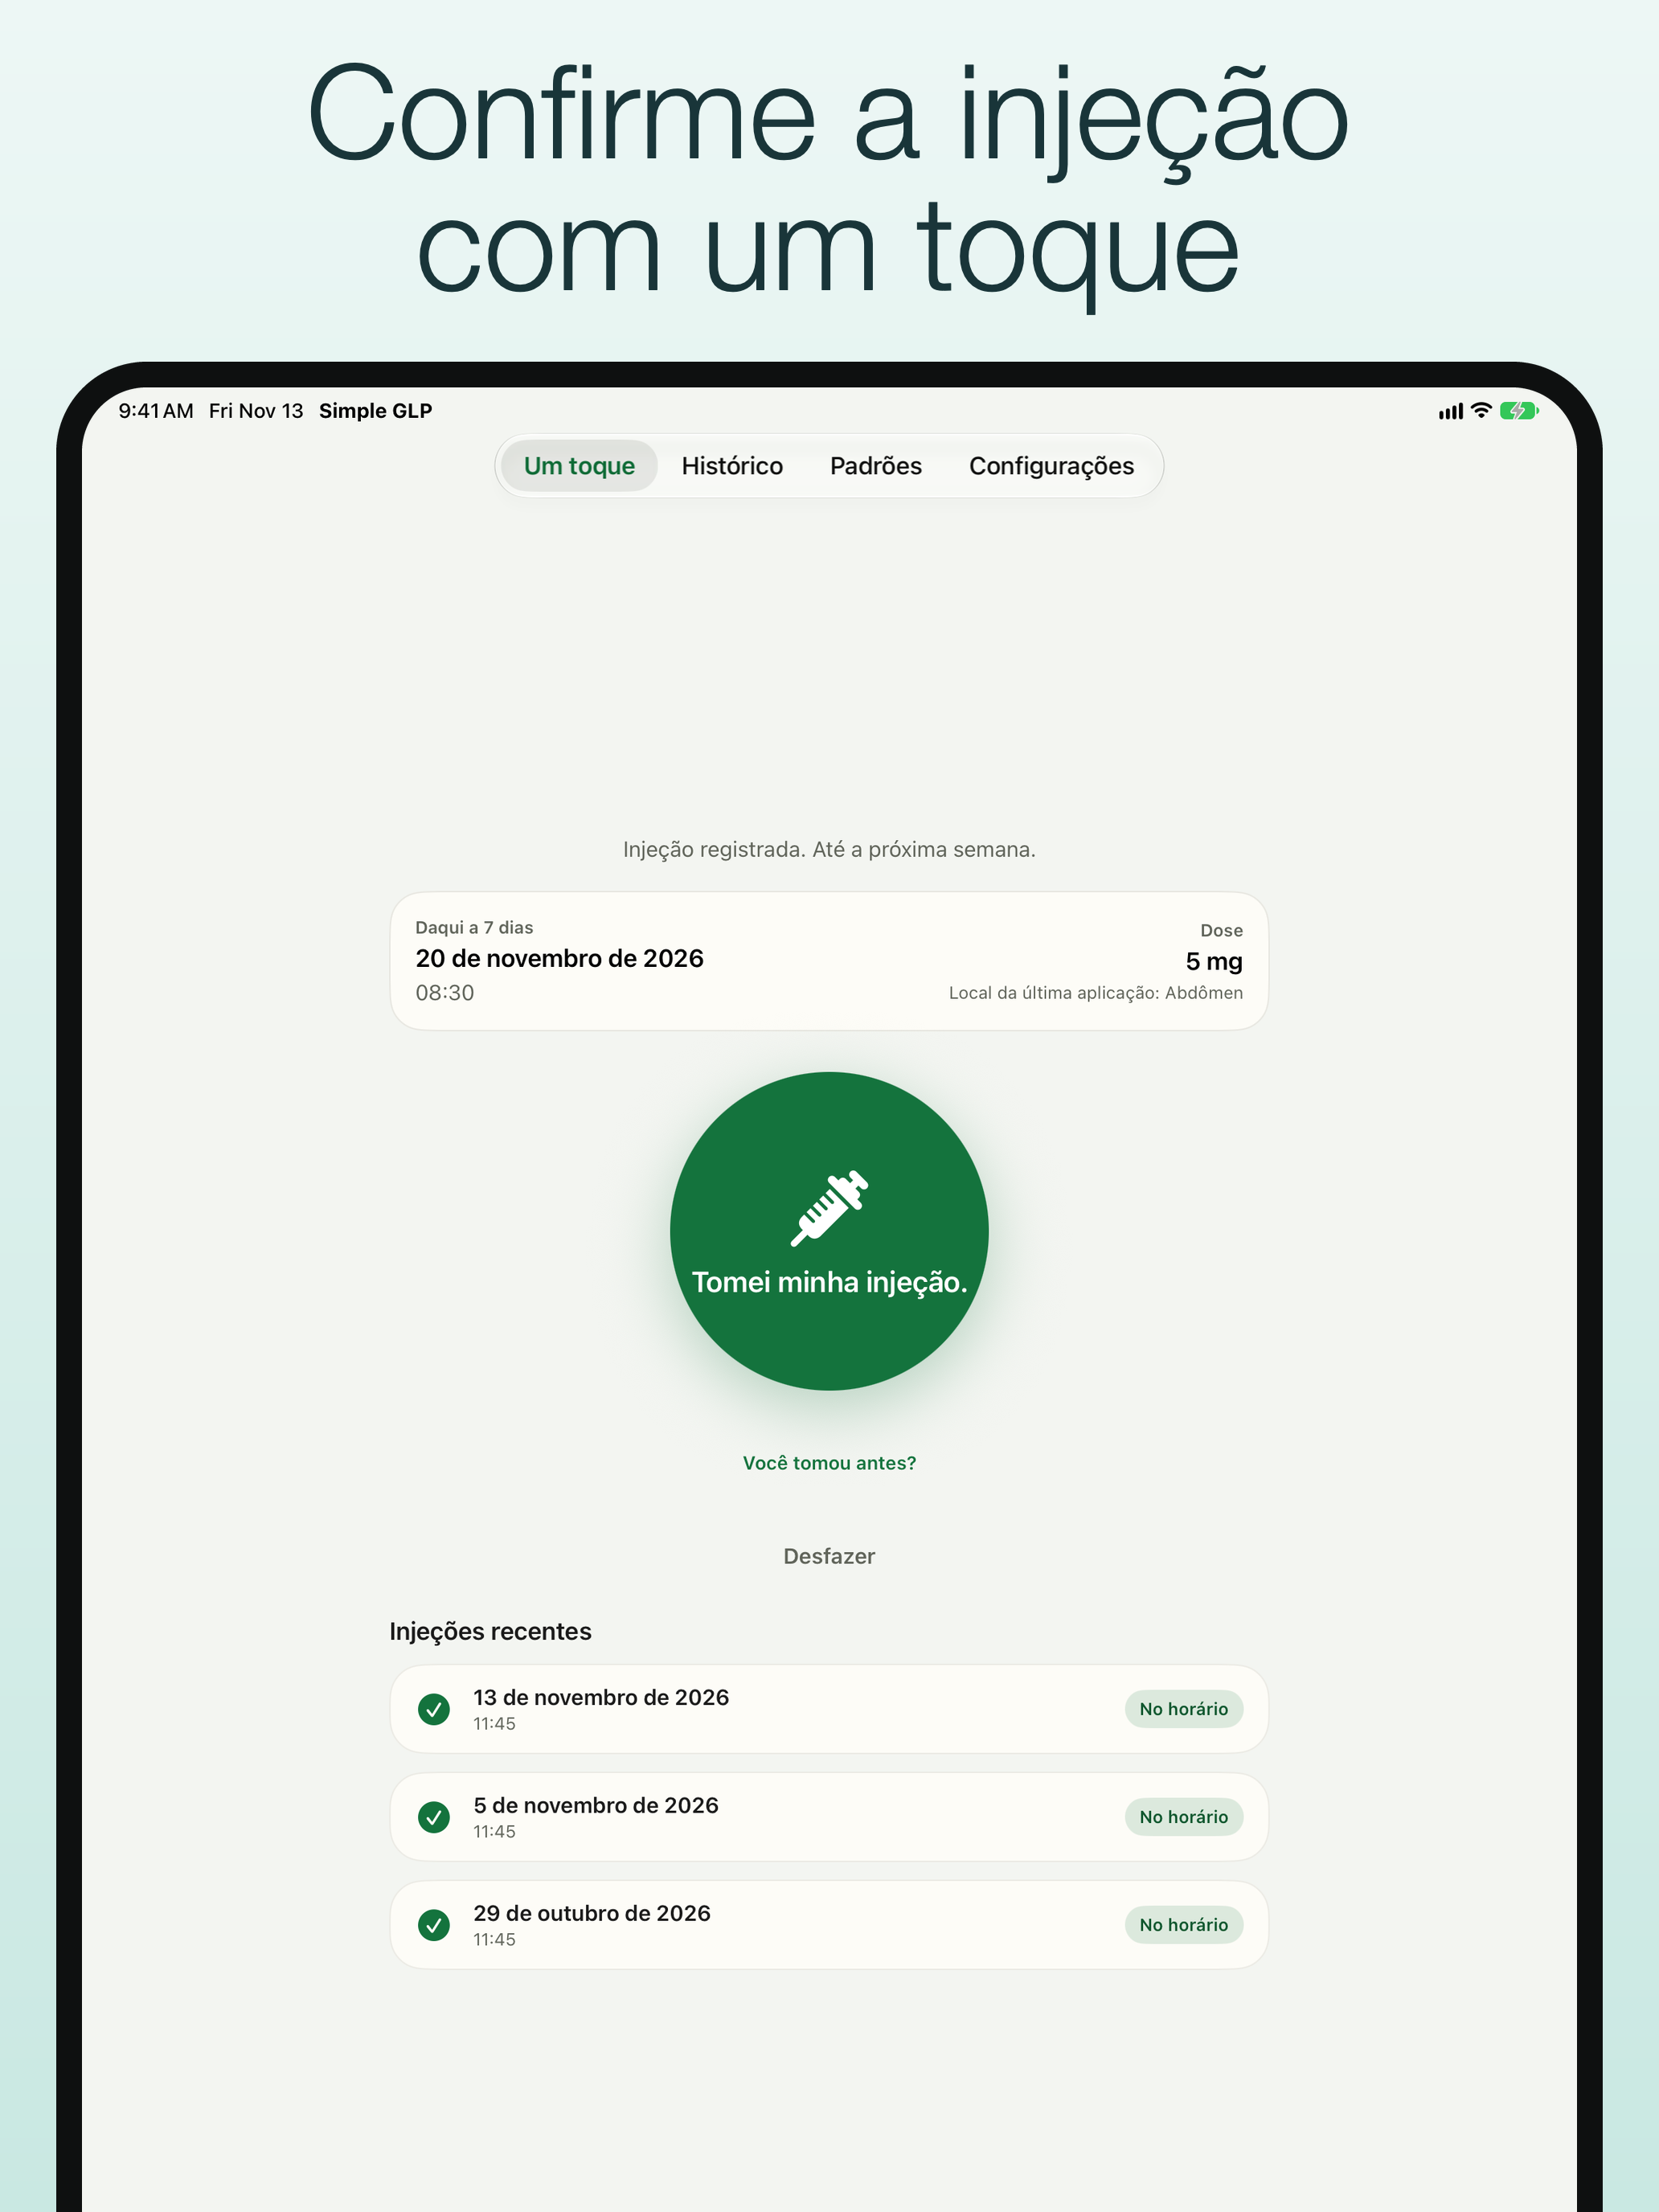 Confirme a injeção
com um toque
9:41 AM Fri Nov 13 Simple GLP
Um toque Histórico Padrões Configurações
Injeção registrada. Até a próxima semana.
Daqui a 7 dias
20 de novembro de 2026
08:30
Dose
5 mg
Local da última aplicação: Abdômen
Tomei minha injeção.
Você tomou antes?
Desfazer
Injeções recentes
13 de novembro de 2026
11:45
No horário
5 de novembro de 2026
11:45
No horário
29 de outubro de 2026
11:45
No horário